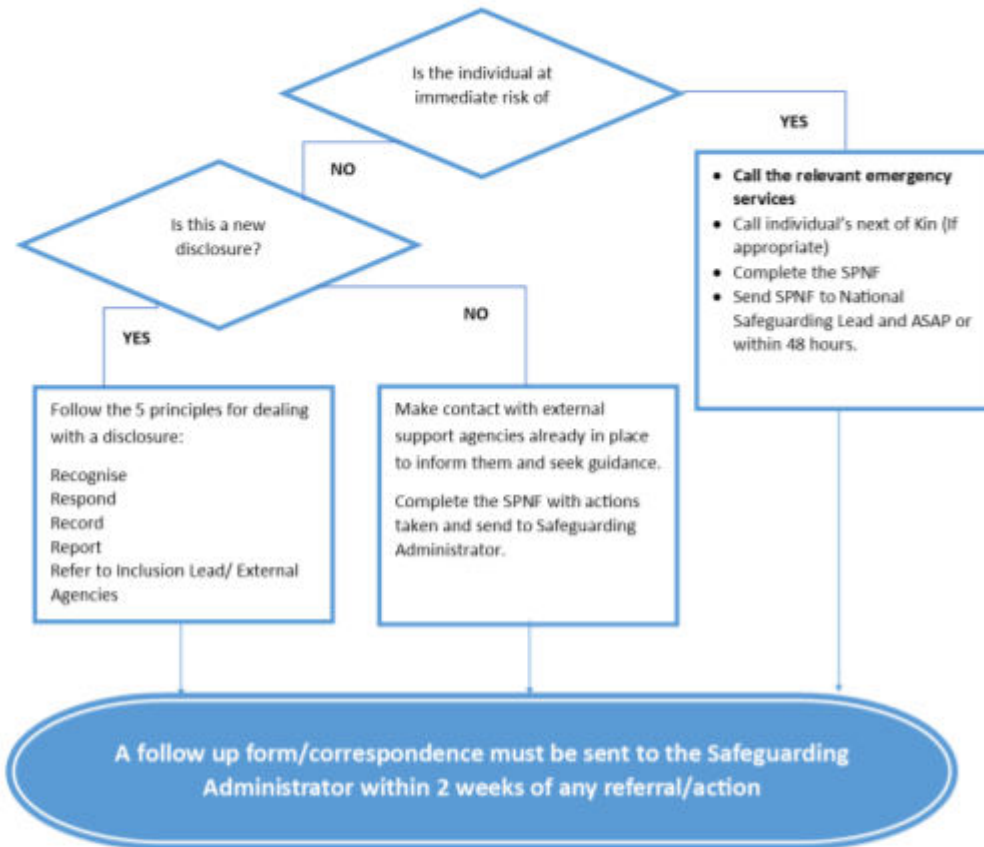 Is the individual at
immediate risk of
YES
NO
• Call the relevant emergency
services
• Call individual's next of Kin (If
appropriate)
• Complete the SPNF
• Send SPNF to National
Safeguarding Lead and ASAP or
within 48 hours.
Is this a new
disclosure?
YES
NO
Follow the 5 principles for dealing
with a disclosure:
Recognise
Respond
Record
Report
Refer to Inclusion Lead/ External
Agencies
Make contact with external
support agencies already in place
to inform them and seek guidance.
Complete the SPNF with actions
taken and send to Safeguarding
Administrator.
A follow up form/correspondence must be sent to the Safeguarding
Administrator within 2 weeks of any referral/action